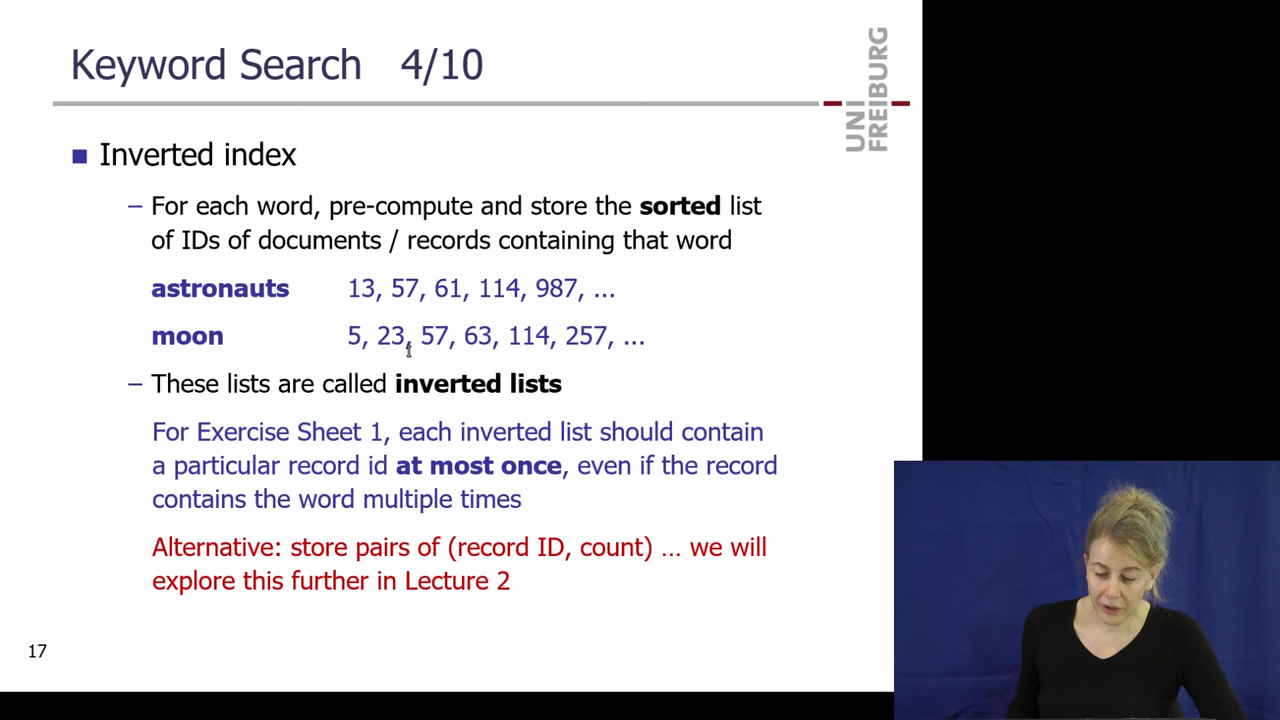 Keyword Search 4/10
UNI
FREIBURG
Inverted index
– For each word, pre-compute and store the sorted list
of IDs of documents / records containing that word
astronauts 13, 57, 61, 114, 987, ...
moon 5, 23, 57, 63, 114, 257, ...
– These lists are called inverted lists
For Exercise Sheet 1, each inverted list should contain
a particular record id at most once, even if the record
contains the word multiple times
Alternative: store pairs of (record ID, count) … we will
explore this further in Lecture 2
17